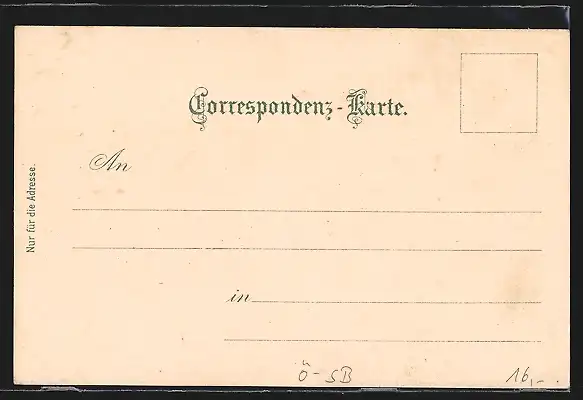 Correspondenz-Karte.
An
Nur für die Adresse.
in
Ö - SB
16,-